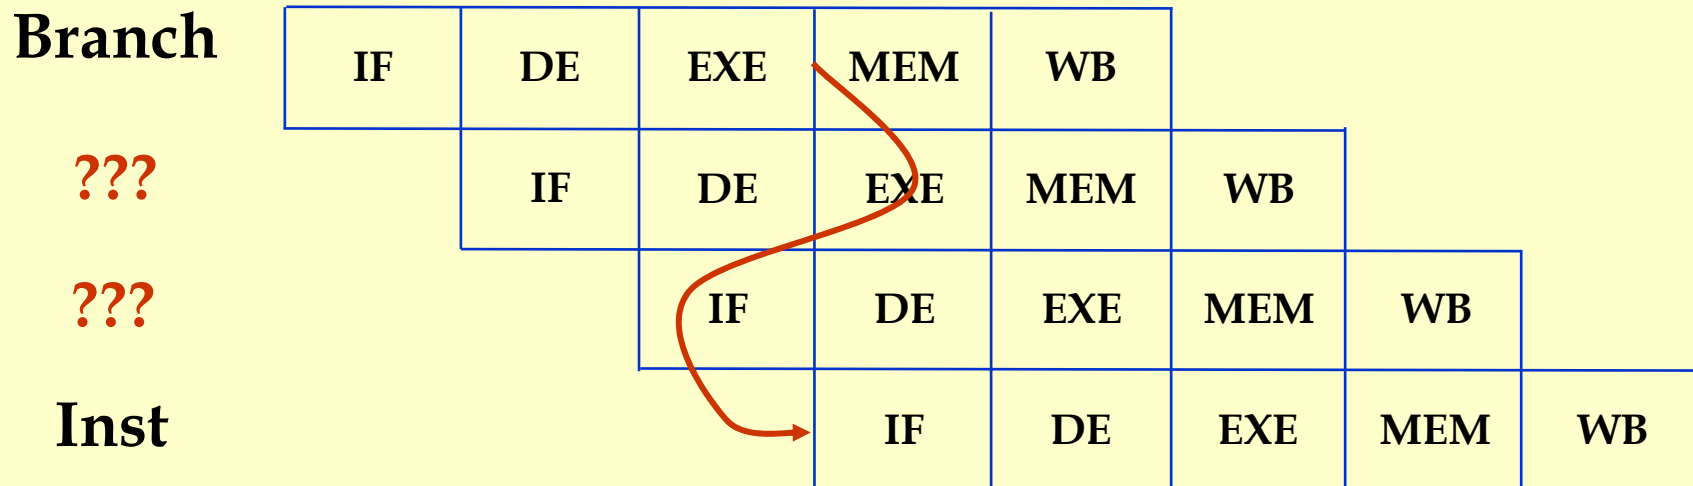 Branch IF DE EXE MEM WB
??? IF DE EXE MEM WB
??? IF DE EXE MEM WB
Inst IF DE EXE MEM WB